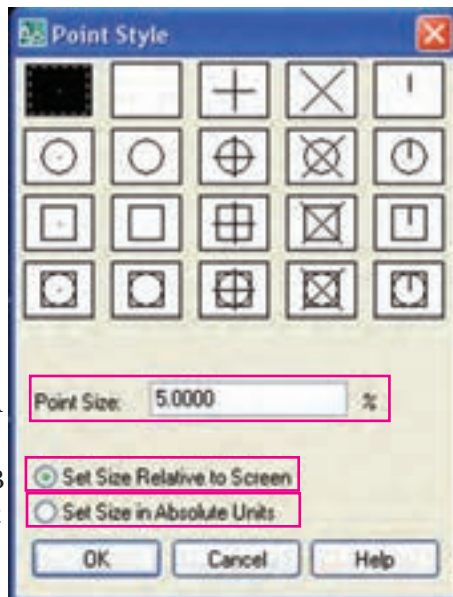 Point Style
Point Size: 5.0000 %
Set Size Relative to Screen
Set Size in Absolute Units
OK Cancel Help